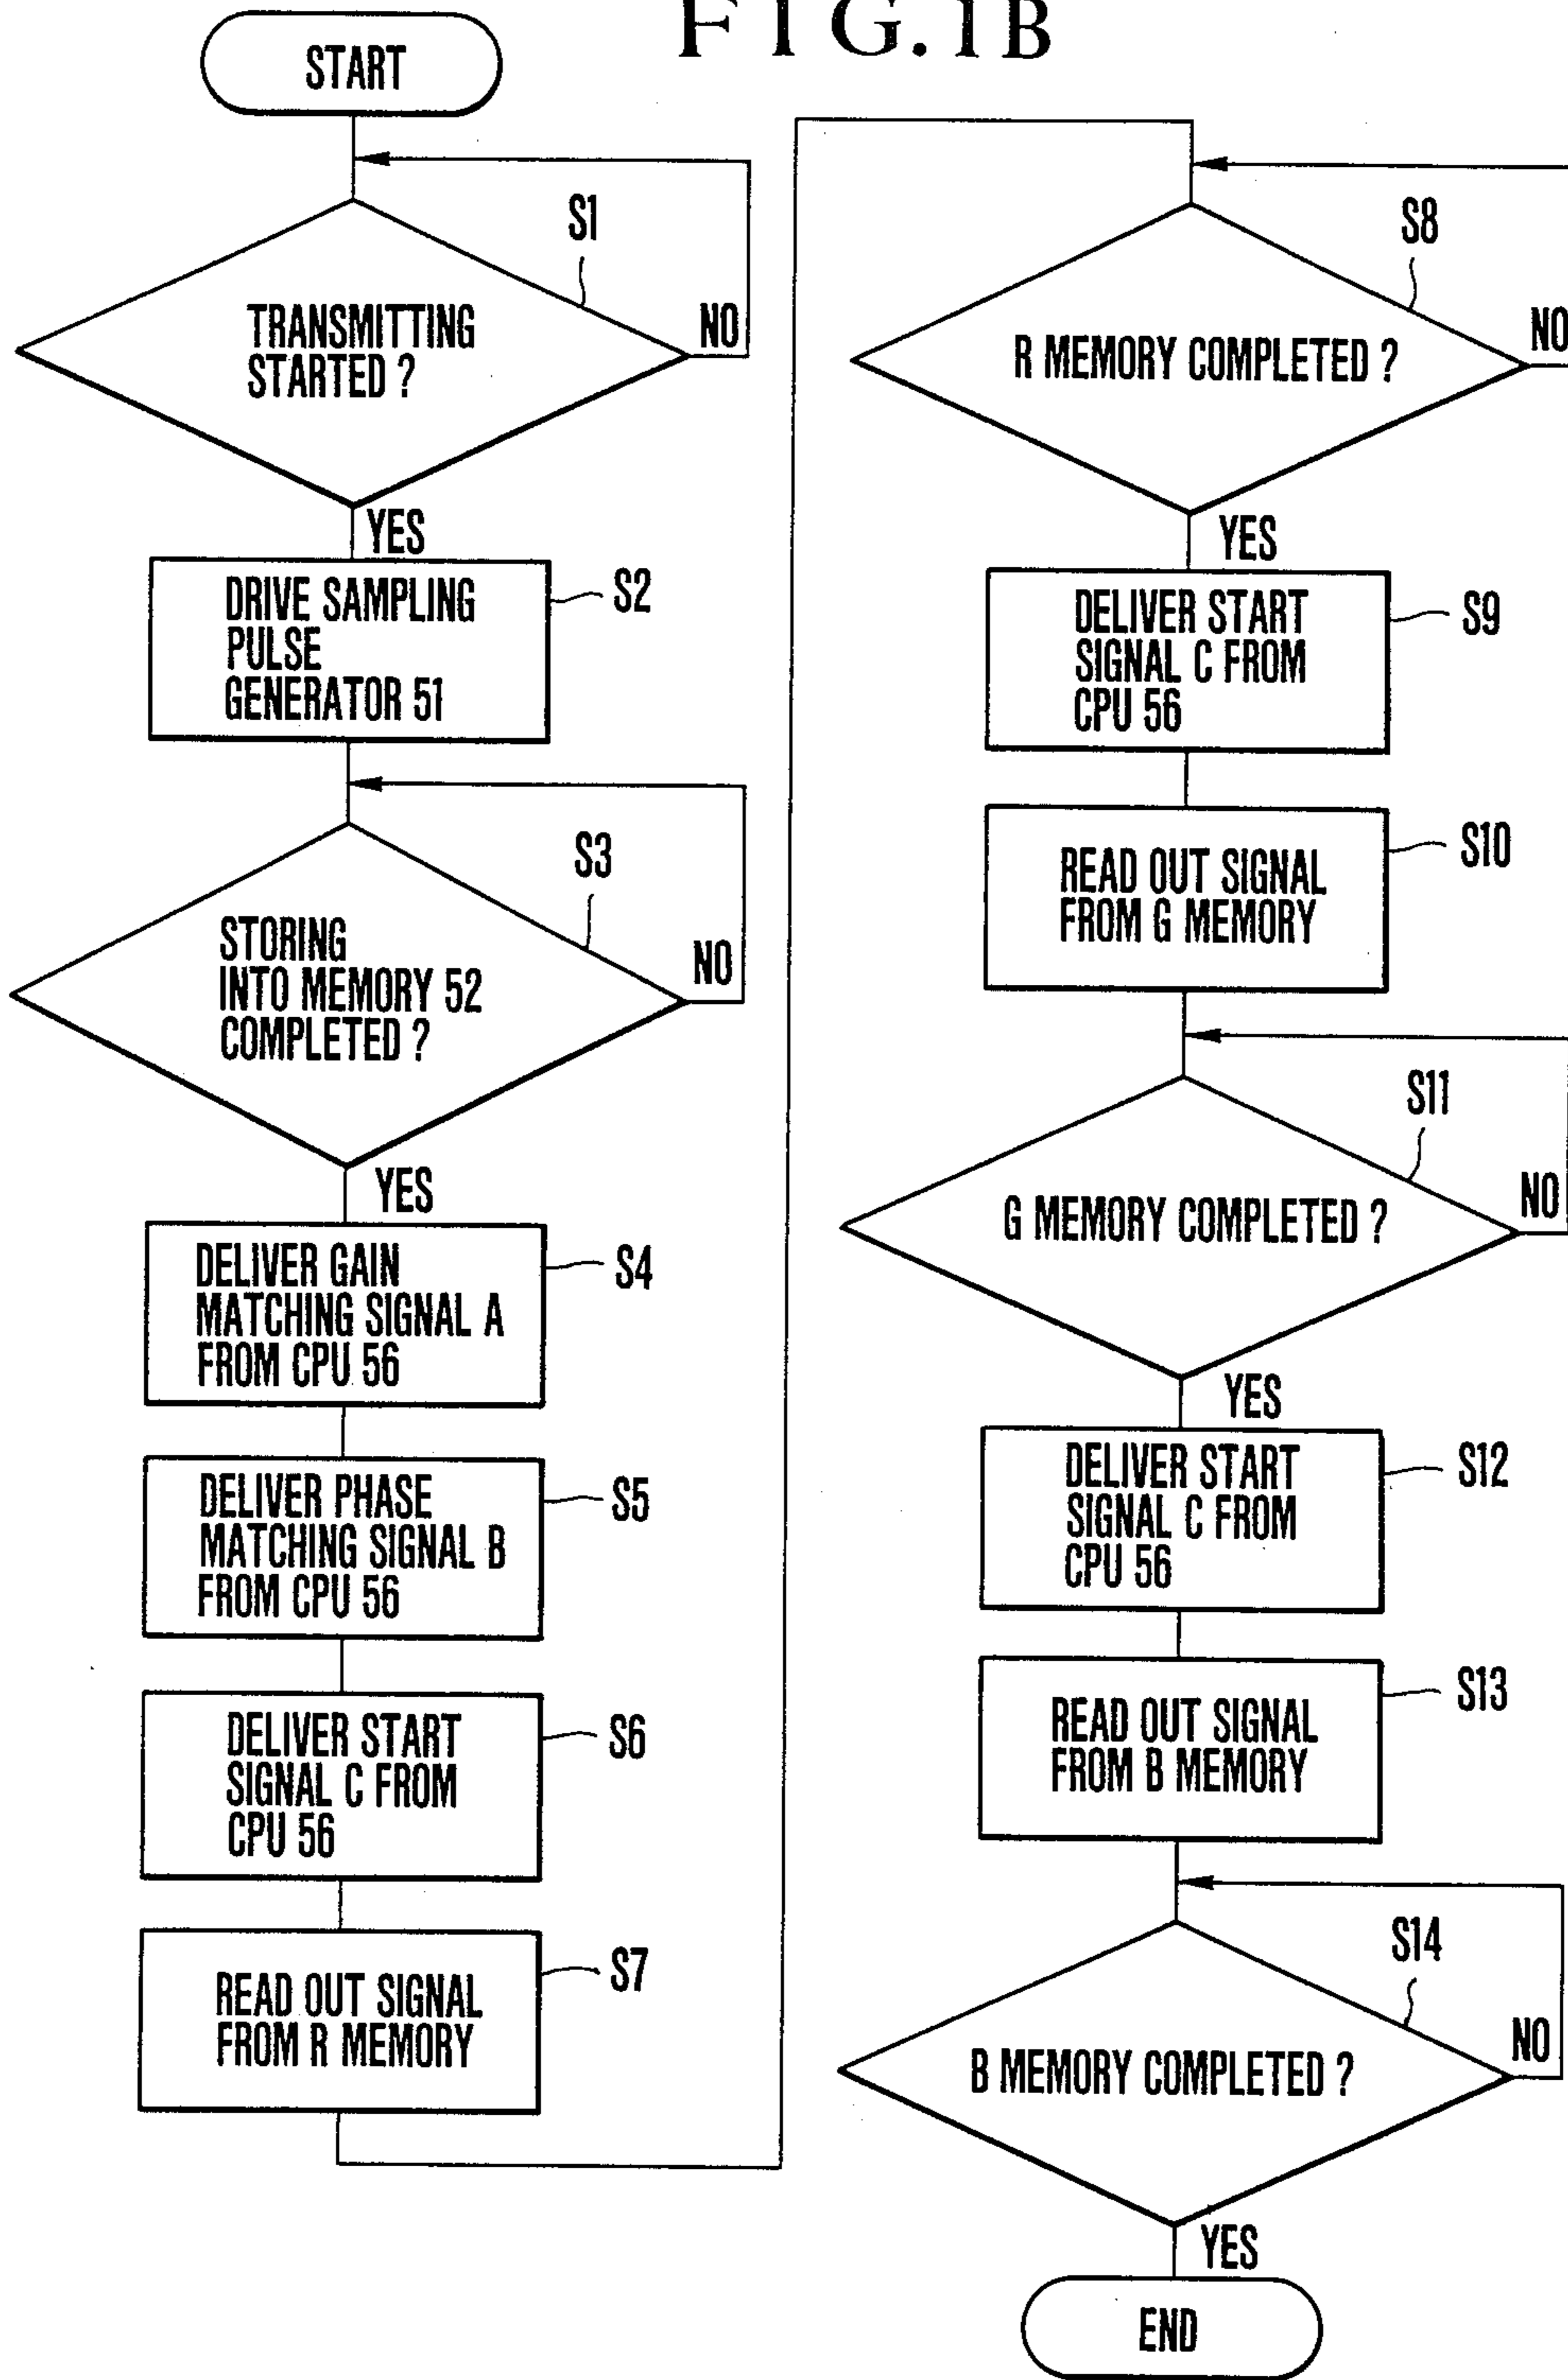 FIG.1B
START
S1
TRANSMITTING
STARTED ?
NO
YES
DRIVE SAMPLING
PULSE
GENERATOR 51
S2
S3
STORING
INTO MEMORY 52
COMPLETED ?
NO
YES
DELIVER GAIN
MATCHING SIGNAL A
FROM CPU 56
S4
DELIVER PHASE
MATCHING SIGNAL B
FROM CPU 56
S5
DELIVER START
SIGNAL C FROM
CPU 56
S6
READ OUT SIGNAL
FROM R MEMORY
S7
S8
R MEMORY COMPLETED ?
NO
YES
DELIVER START
SIGNAL C FROM
CPU 56
S9
READ OUT SIGNAL
FROM G MEMORY
S10
S11
G MEMORY COMPLETED ?
NO
YES
DELIVER START
SIGNAL C FROM
CPU 56
S12
READ OUT SIGNAL
FROM B MEMORY
S13
S14
B MEMORY COMPLETED ?
NO
YES
END